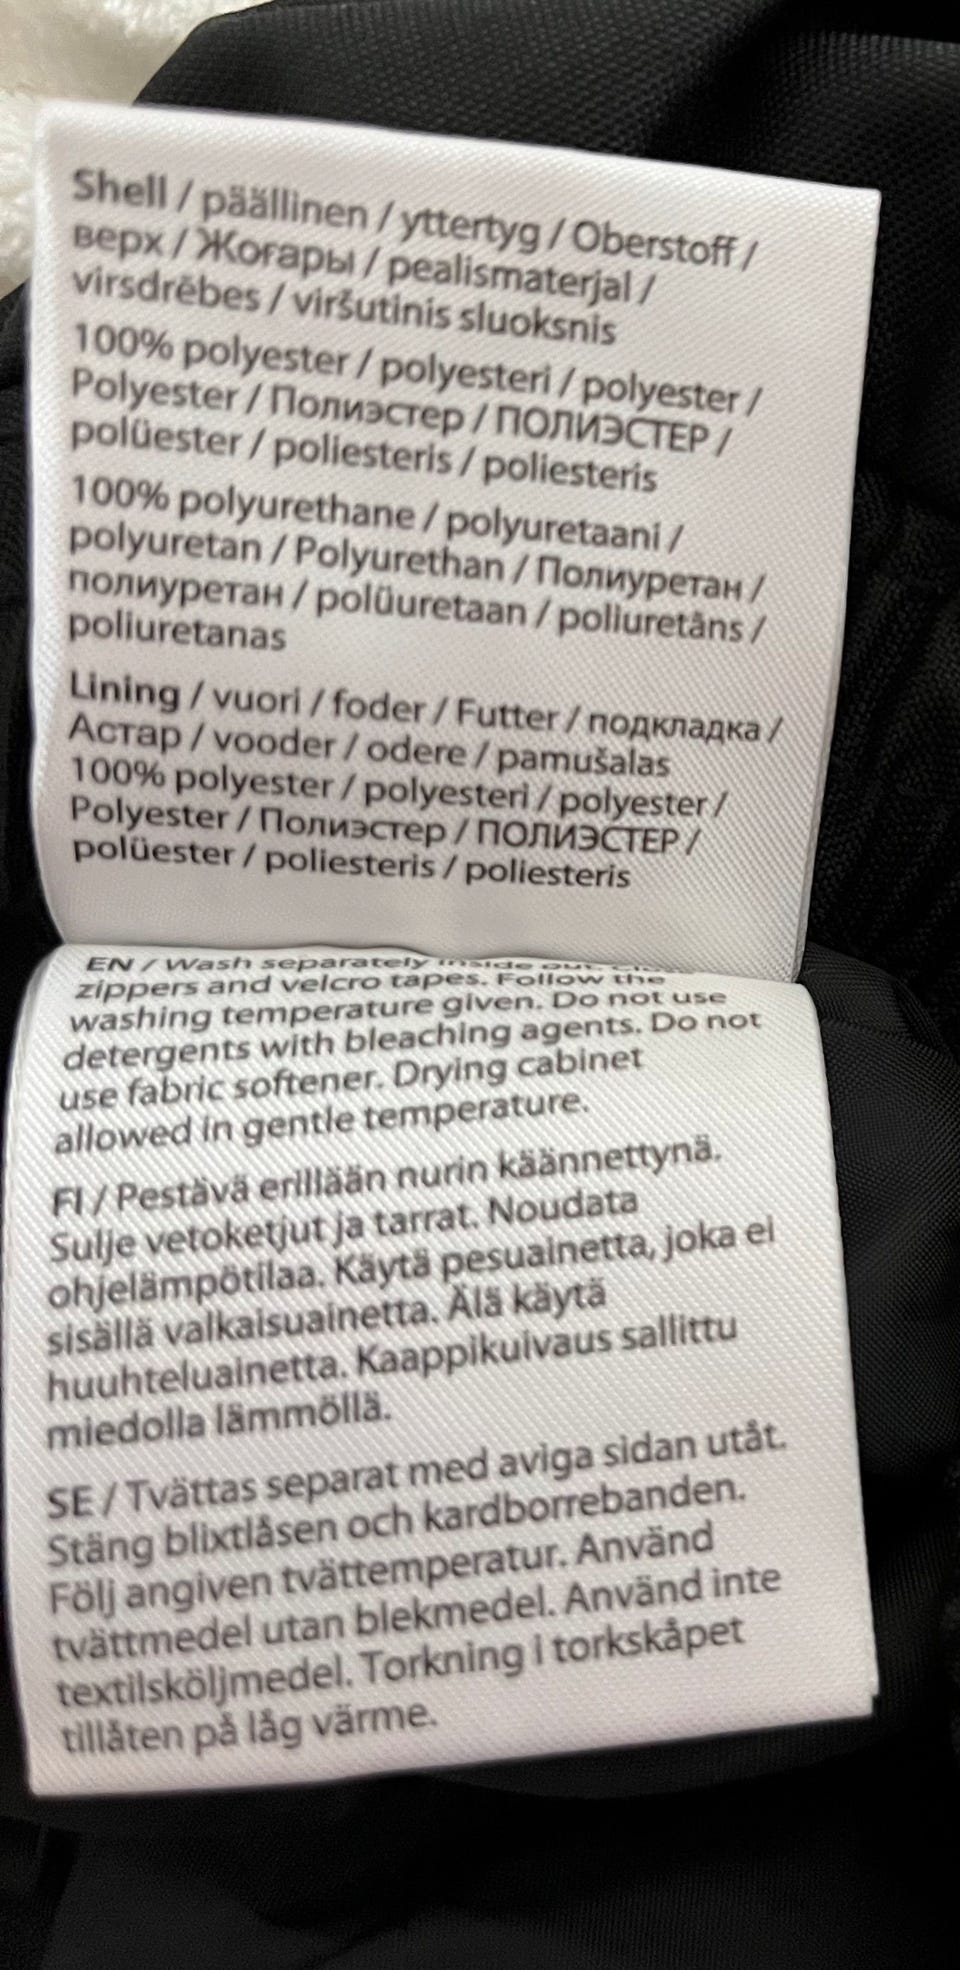 Shell / päällinen / yttertyg / Oberstoff /
верх / Жоғары / pealismaterjal /
virsdrēbes / viršutinis sluoksnis
100% polyester / polyesteri / polyester /
Polyester / Полиэстер / ПОЛИЭСТЕР /
polüester / poliesteris / poliesteris
100% polyurethane / polyuretaani /
polyuretan / Polyurethan / Полиуретан /
полиуретан / polüuretaan / poliuretāns /
poliuretanas
Lining / vuori / foder / Futter / подкладка /
Астар / vooder / odere / pamušalas
100% polyester / polyesteri / polyester /
Polyester / Полиэстер / ПОЛИЭСТЕР /
polüester / poliesteris / poliesteris
EN / Wash separately inside out.
zippers and velcro tapes. Follow the
washing temperature given. Do not use
detergents with bleaching agents. Do not
use fabric softener. Drying cabinet
allowed in gentle temperature.
FI / Pestävä erillään nurin käännettynä.
Sulje vetoketjut ja tarrat. Noudata
ohjelämpötilaa. Käytä pesuainetta, joka ei
sisällä valkaisuainetta. Älä käytä
huuhteluainetta. Kaappikuivaus sallittu
miedolla lämmöllä.
SE / Tvättas separat med aviga sidan utåt.
Stäng blixtlåsen och kardborrebanden.
Följ angiven tvättemperatur. Använd
tvättmedel utan blekmedel. Använd inte
textilsköljmedel. Torkning i torkskåpet
tillåten på låg värme.